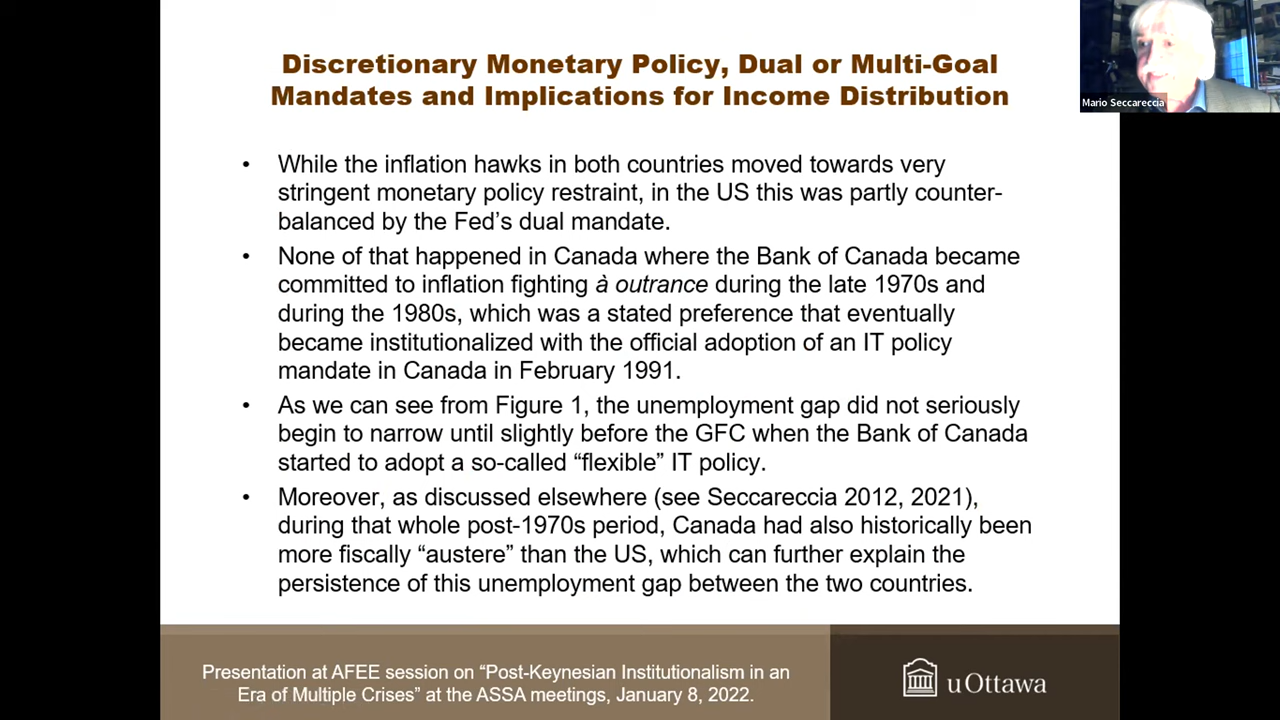 Discretionary Monetary Policy, Dual or Multi-Goal
Mandates and Implications for Income Distribution
Mario Seccareccia
• While the inflation hawks in both countries moved towards very
stringent monetary policy restraint, in the US this was partly counter-
balanced by the Fed’s dual mandate.
• None of that happened in Canada where the Bank of Canada became
committed to inflation fighting à outrance during the late 1970s and
during the 1980s, which was a stated preference that eventually
became institutionalized with the official adoption of an IT policy
mandate in Canada in February 1991.
• As we can see from Figure 1, the unemployment gap did not seriously
begin to narrow until slightly before the GFC when the Bank of Canada
started to adopt a so-called “flexible” IT policy.
• Moreover, as discussed elsewhere (see Seccareccia 2012, 2021),
during that whole post-1970s period, Canada had also historically been
more fiscally “austere” than the US, which can further explain the
persistence of this unemployment gap between the two countries.
Presentation at AFEE session on “Post-Keynesian Institutionalism in an
Era of Multiple Crises” at the ASSA meetings, January 8, 2022.
uOttawa